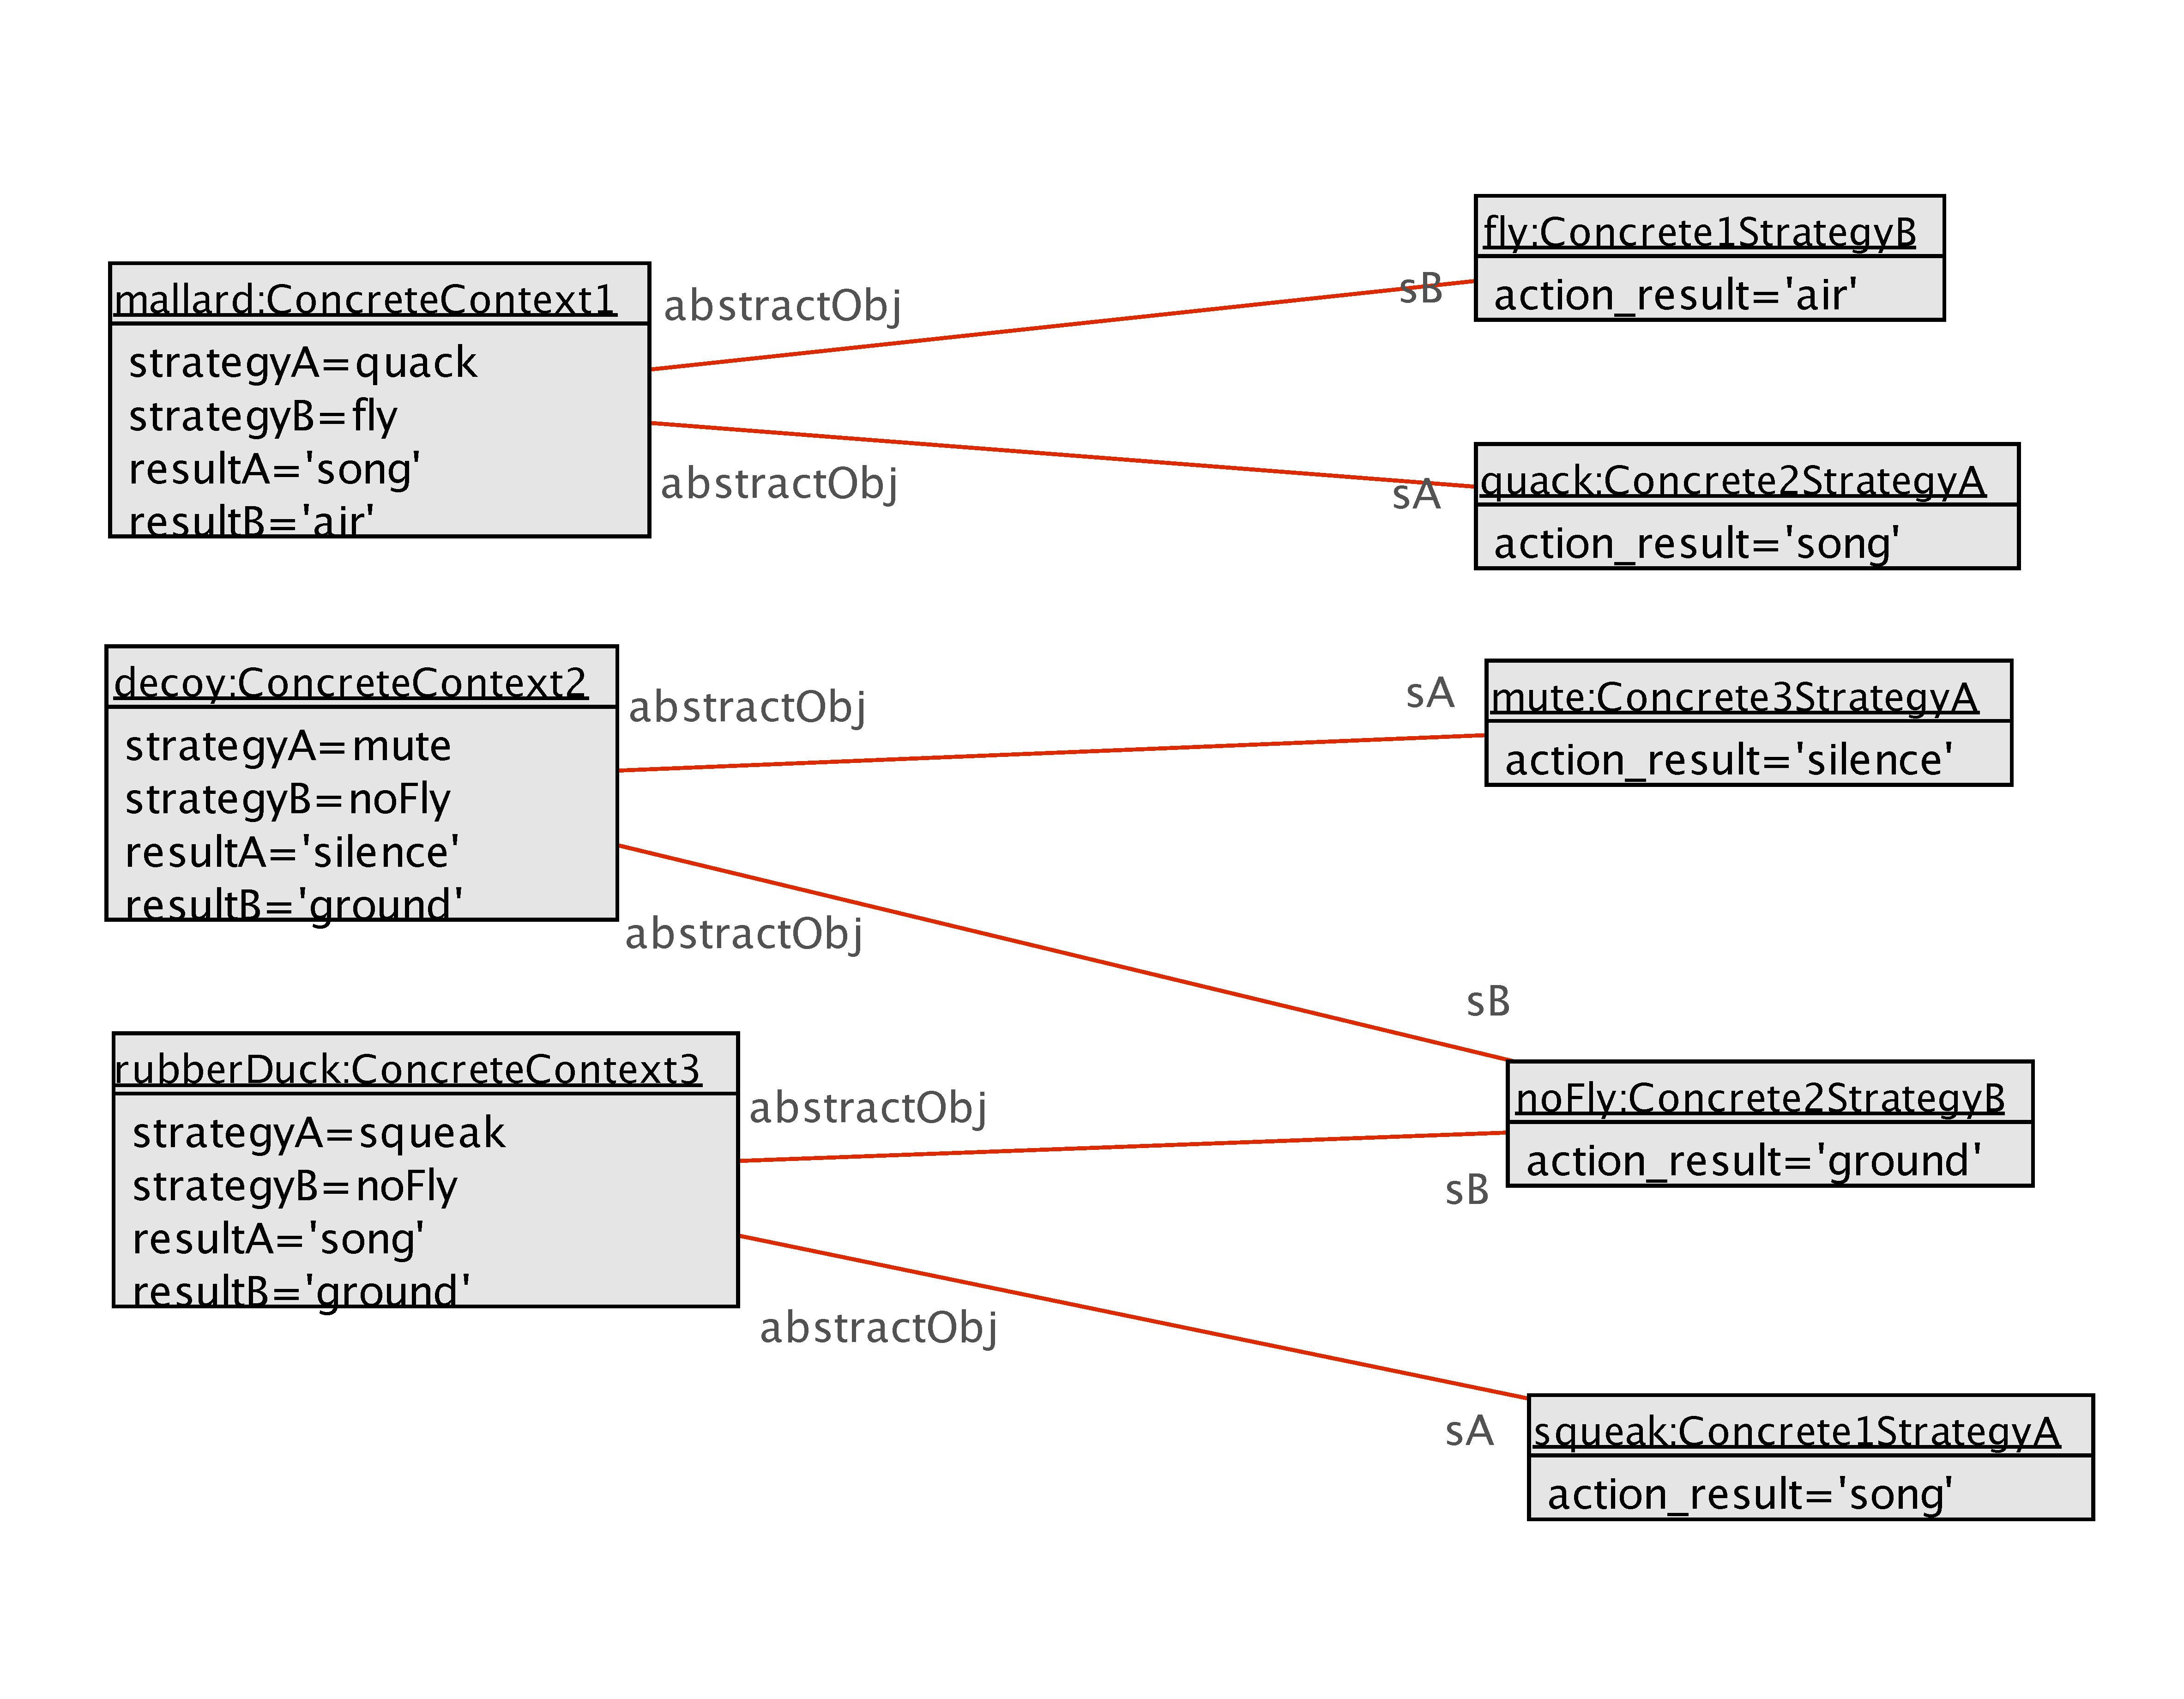 mallard:ConcreteContext1
strategyA=quack
strategyB=fly
resultA='song'
resultB='air'
abstractObj
abstractObj
sB
fly:Concrete1StrategyB
action_result='air'
sA
quack:Concrete2StrategyA
action_result='song'
decoy:ConcreteContext2
strategyA=mute
strategyB=noFly
resultA='silence'
resultB='ground'
abstractObj
abstractObj
sA
mute:Concrete3StrategyA
action_result='silence'
sB
rubberDuck:ConcreteContext3
strategyA=squeak
strategyB=noFly
resultA='song'
resultB='ground'
abstractObj
abstractObj
noFly:Concrete2StrategyB
action_result='ground'
sB
sA
squeak:Concrete1StrategyA
action_result='song'